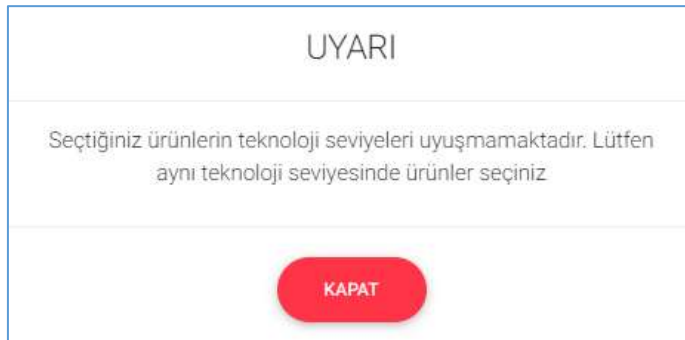 UYARI
Seçtiğiniz ürünlerin teknoloji seviyeleri uyuşmamaktadır. Lütfen
aynı teknoloji seviyesinde ürünler seçiniz
KAPAT